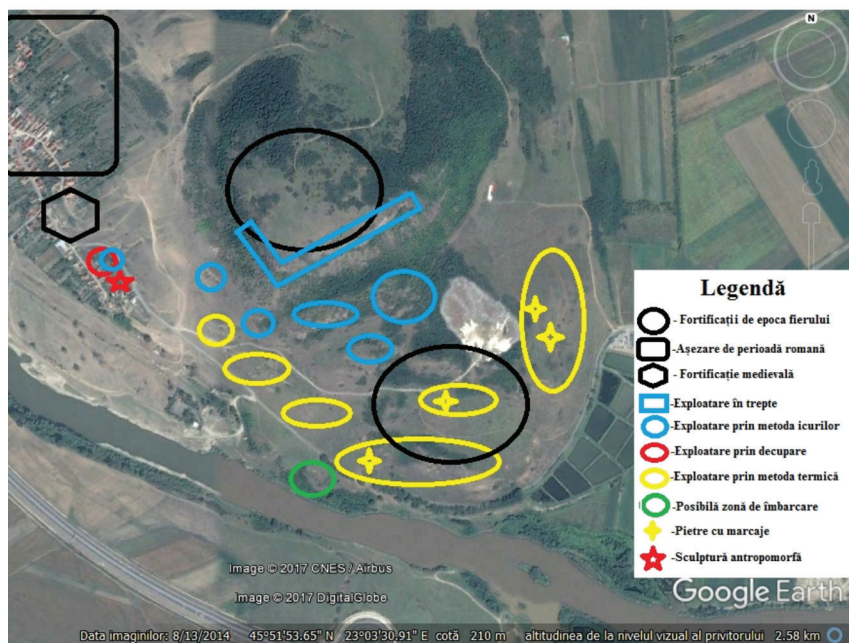 N
Legendă
- Fortificații de epoca fierului
-Așezare de perioadă romană
- Fortificație medievală
-Exploatare în trepte
-Exploatare prin metoda icurilor
-Exploatare prin decupare
-Exploatare prin metoda termică
-Posibilă zonă de îmbarcare
-Pietre cu marcaje
-Sculptură antropomorfă
Image © 2017 CNES / Airbus
Image © 2017 DigitalGlobe
Google Earth
Data imaginilor: 8/13/2014 45°51'53.65" N 23°03'30.91" E cotă 210 m altitudinea de la nivelul vizual al privitorului 2.58 km